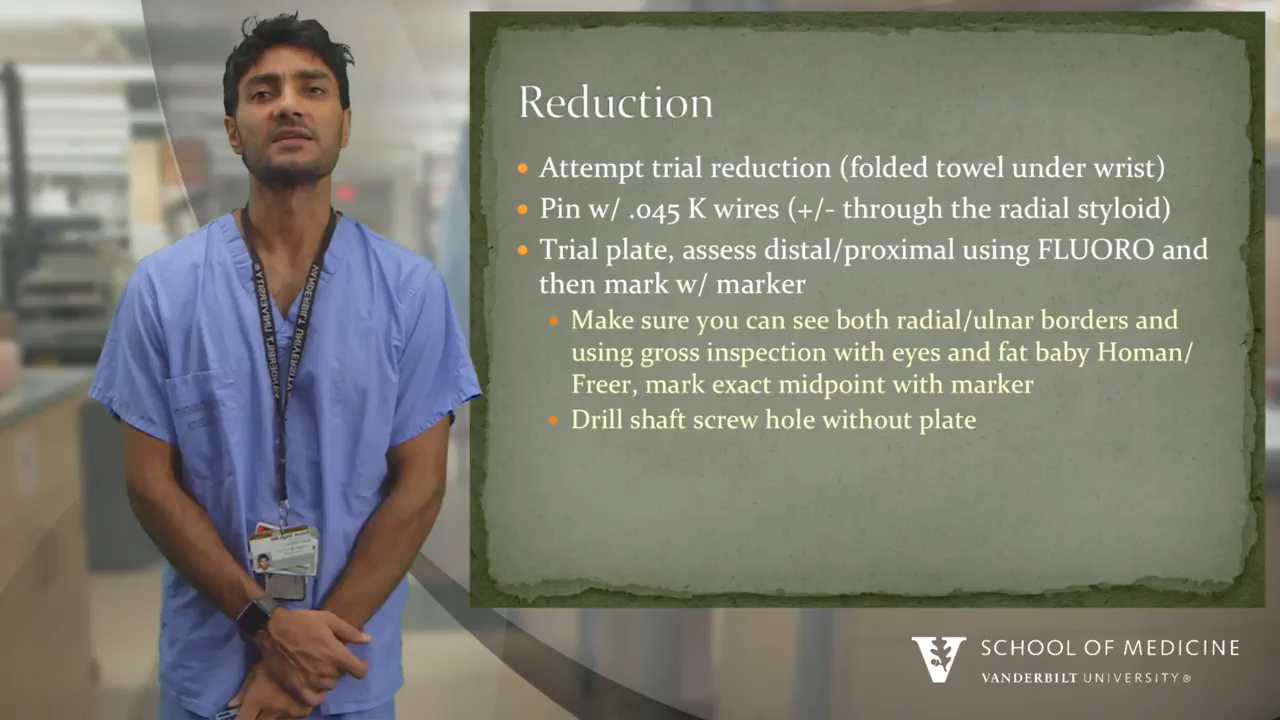 Reduction
• Attempt trial reduction (folded towel under wrist)
• Pin w/ .045 K wires (+/- through the radial styloid)
• Trial plate, assess distal/proximal using FLUORO and
then mark w/ marker
• Make sure you can see both radial/ulnar borders and
using gross inspection with eyes and fat baby Homan/
Freer, mark exact midpoint with marker
• Drill shaft screw hole without plate
VANDERBILT UNIVERSITY
V SCHOOL OF MEDICINE
VANDERBILT UNIVERSITY®